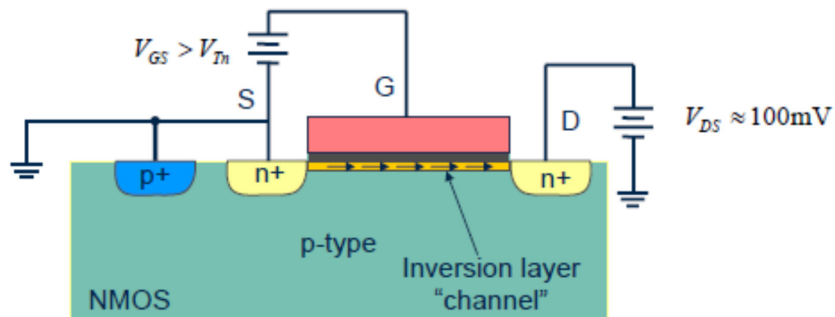 V_GS > V_Tn
S
G
D
V_DS ≈ 100mV
p+
n+
n+
p-type
Inversion layer
"channel"
NMOS